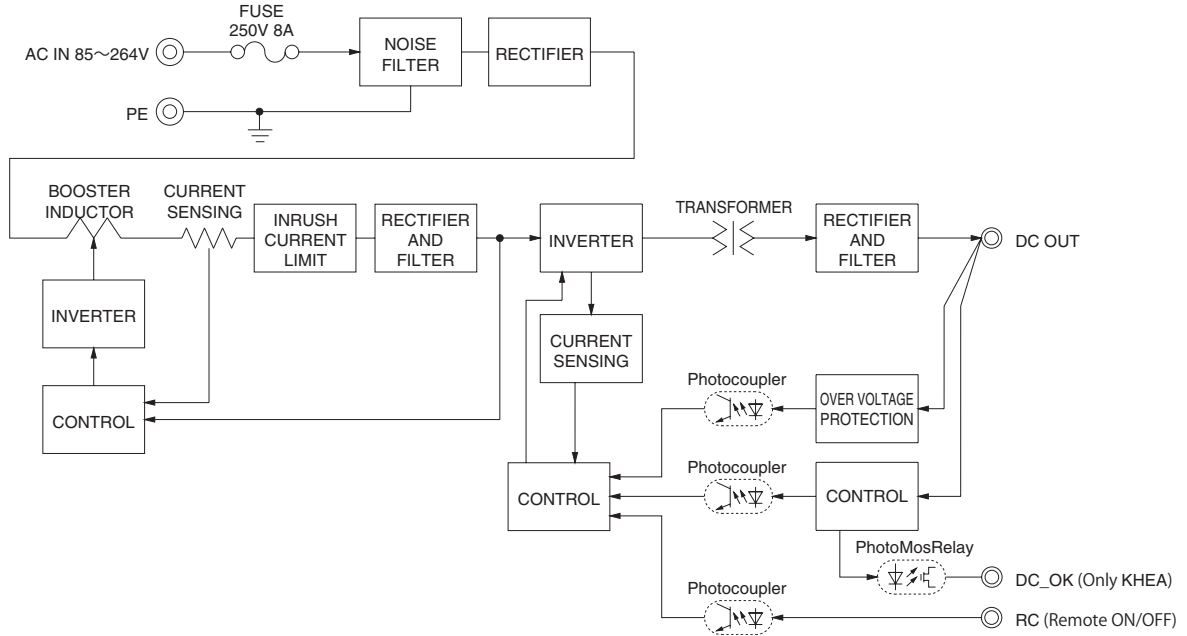 FUSE
250V 8A
AC IN 85～264V
NOISE
FILTER
RECTIFIER
PE
BOOSTER
INDUCTOR
CURRENT
SENSING
INRUSH
CURRENT
LIMIT
RECTIFIER
AND
FILTER
INVERTER
TRANSFORMER
RECTIFIER
AND
FILTER
DC OUT
INVERTER
CURRENT
SENSING
CONTROL
Photocoupler
OVER VOLTAGE
PROTECTION
CONTROL
Photocoupler
CONTROL
PhotoMosRelay
DC_OK (Only KHEA)
Photocoupler
RC (Remote ON/OFF)